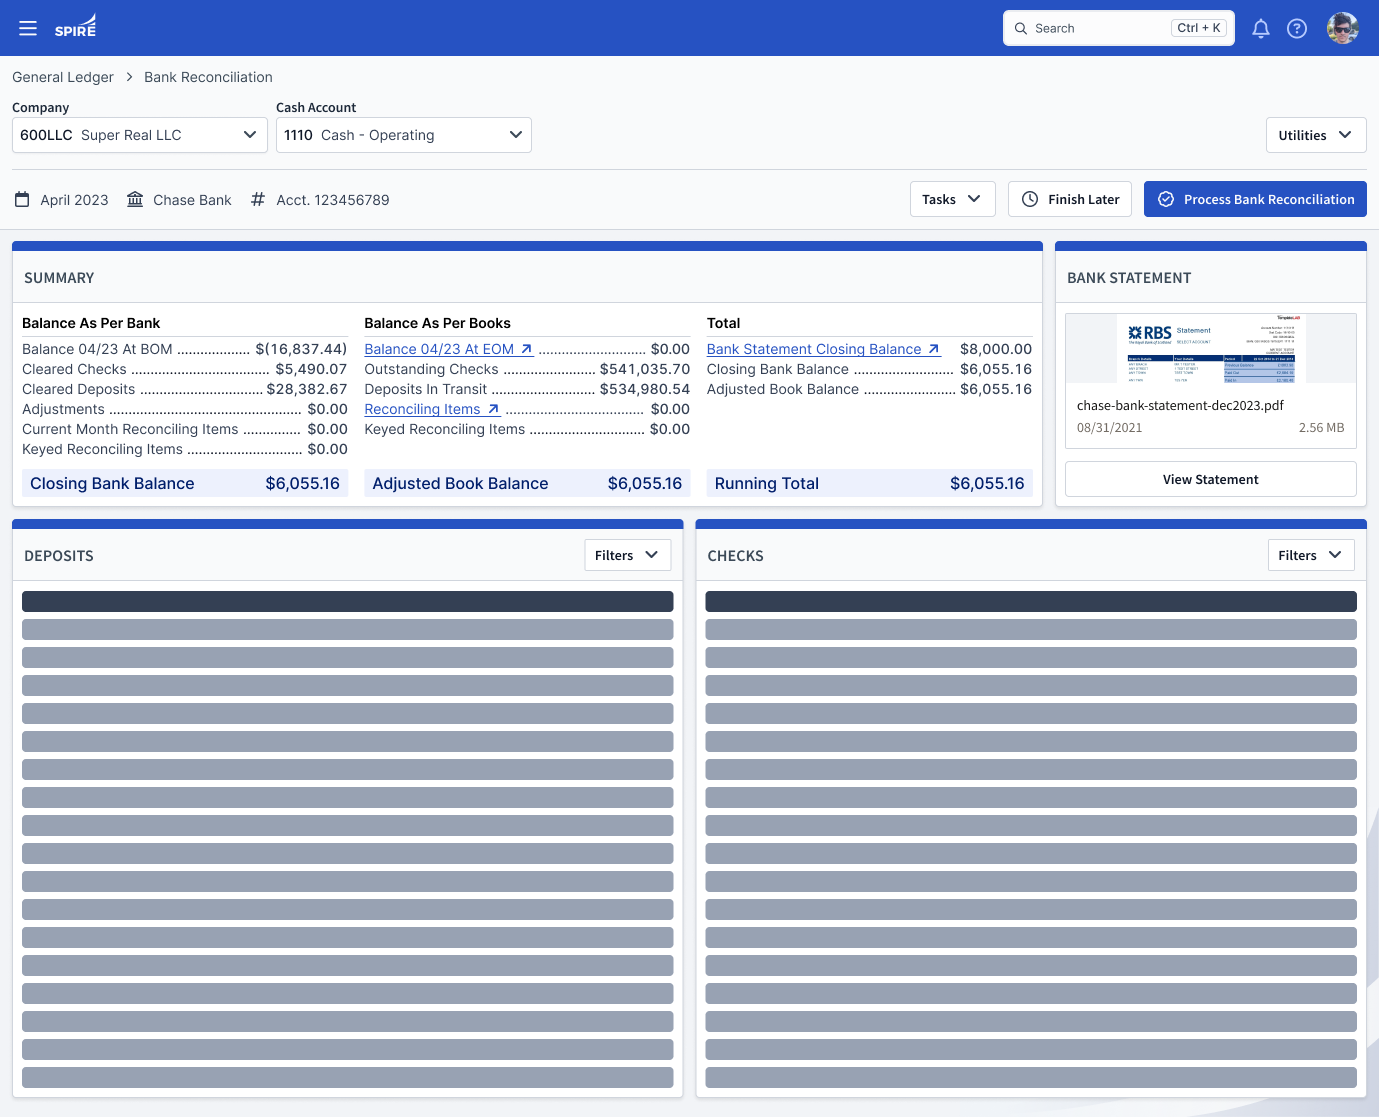 SPIRE
Search Ctrl + K
General Ledger > Bank Reconciliation
Company
600LLC Super Real LLC
Cash Account
1110 Cash - Operating
Utilities
April 2023 Chase Bank # Acct. 123456789
Tasks
Finish Later
Process Bank Reconciliation
SUMMARY
Balance As Per Bank
Balance 04/23 At BOM ................... $(16,837.44)
Cleared Checks ................................... $5,490.07
Cleared Deposits ............................... $28,382.67
Adjustments ................................................ $0.00
Current Month Reconciling Items .............. $0.00
Keyed Reconciling Items ............................ $0.00
Closing Bank Balance $6,055.16
Balance As Per Books
Balance 04/23 At EOM ........................... $0.00
Outstanding Checks ....................... $541,035.70
Deposits In Transit .......................... $534,980.54
Reconciling Items ................................... $0.00
Keyed Reconciling Items ............................. $0.00
Adjusted Book Balance $6,055.16
Total
Bank Statement Closing Balance $8,000.00
Closing Bank Balance ......................... $6,055.16
Adjusted Book Balance ....................... $6,055.16
Running Total $6,055.16
BANK STATEMENT
RBS Statement
The Royal Bank of Scotland SELECT ACCOUNT
chase-bank-statement-dec2023.pdf
08/31/2021 2.56 MB
View Statement
DEPOSITS
Filters
CHECKS
Filters